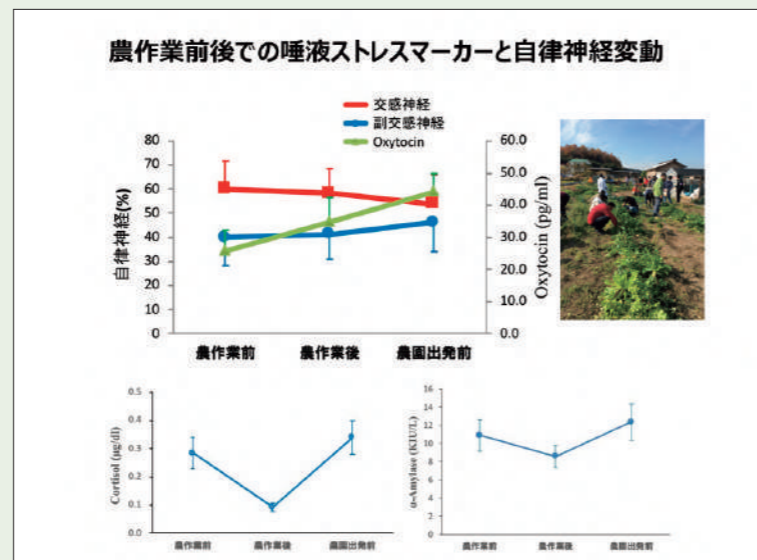 農作業前後での唾液ストレスマーカーと自律神経変動
交感神経
副交感神経
Oxytocin
自律神経(%)
80
70
60
50
40
30
20
10
0
60.0
50.0
40.0
30.0
20.0
10.0
0.0
Oxytocin (pg/ml)
農作業前 農作業後 農園出発前
Cortisol (μg/dl)
0.5
0.4
0.3
0.2
0.1
0.0
農作業前 農作業後 農園出発前
α-Amylase (KIU/L)
16
14
12
10
8
6
4
2
0
農作業前 農作業後 農園出発前